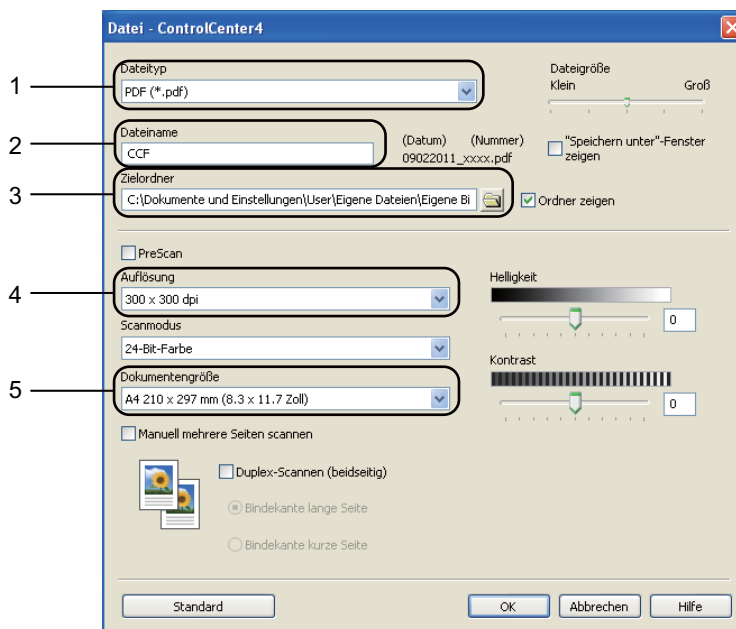 Datei - ControlCenter4
1
Dateityp
PDF (*.pdf)
Dateigröße
Klein Groß
2
Dateiname
CCF
(Datum) (Nummer)
09022011_xxxx.pdf
"Speichern unter"-Fenster
zeigen
3
Zielordner
C:\Dokumente und Einstellungen\User\Eigene Dateien\Eigene Bi
Ordner zeigen
PreScan
4
Auflösung
300 x 300 dpi
Helligkeit
0
Scanmodus
24-Bit-Farbe
Kontrast
0
5
Dokumentengröße
A4 210 x 297 mm (8.3 x 11.7 Zoll)
Manuell mehrere Seiten scannen
Duplex-Scannen (beidseitig)
Bindekante lange Seite
Bindekante kurze Seite
Standard OK Abbrechen Hilfe